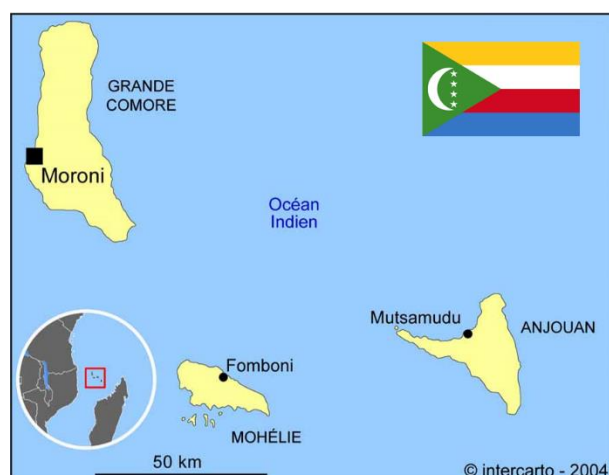 GRANDE
COMORE
Moroni
Océan
Indien
Mutsamudu
ANJOUAN
Fomboni
MOHÉLIE
50 km
© intercarto - 2004